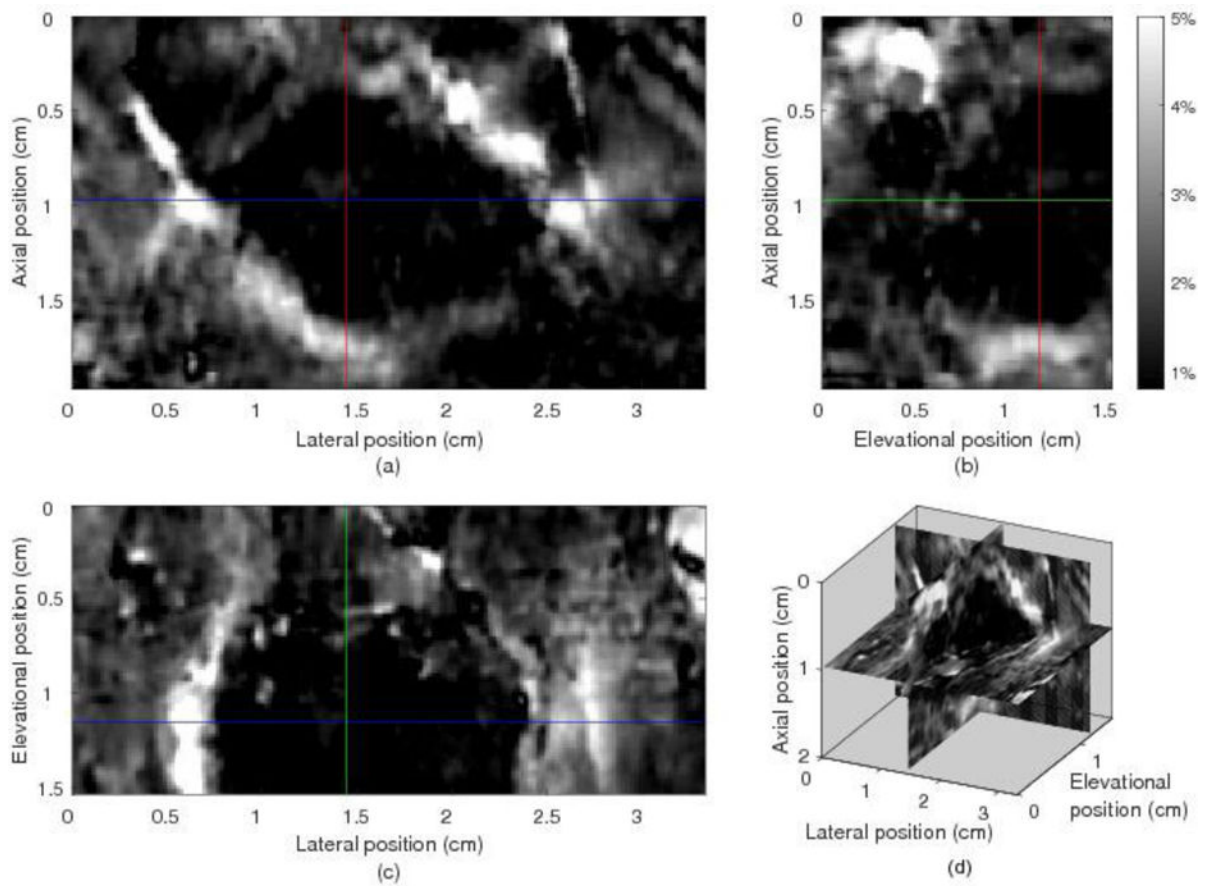 0
0.5
1
1.5
Axial position (cm)
0 0.5 1 1.5 2 2.5 3
Lateral position (cm)
(a)
0
0.5
1
1.5
Axial position (cm)
0 0.5 1 1.5
Elevational position (cm)
(b)
5%
4%
3%
2%
1%
0
0.5
1
1.5
Elevational position (cm)
0 0.5 1 1.5 2 2.5 3
Lateral position (cm)
(c)
0
1
2
Axial position (cm)
0 1 2 3
Lateral position (cm)
0 1
Elevational
position (cm)
(d)